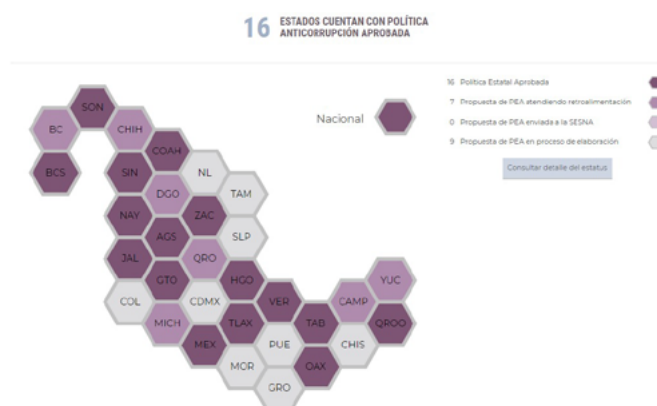 16 ESTADOS CUENTAN CON POLÍTICA
ANTICORRUPCIÓN APROBADA
Nacional
16 Política Estatal Aprobada
7 Propuesta de PEA atendiendo retroalimentación
0 Propuesta de PEA enviada a la SESNA
9 Propuesta de PEA en proceso de elaboración
Consultar detalle del estatus
SON
BC CHIH
COAH
BCS SIN NL
DGO TAM
NAY ZAC
AGS SLP
JAL QRO
GTO HGO YUC
COL CDMX VER CAMP
MICH TLAX TAB QROO
MEX PUE CHIS
MOR OAX
GRO